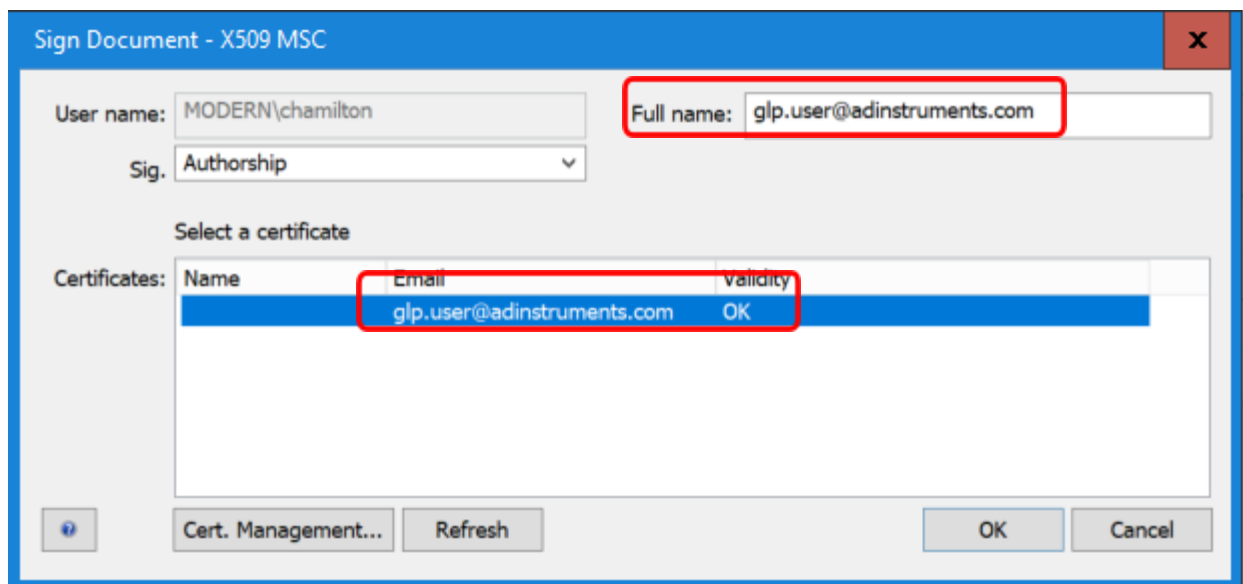 Sign Document - X509 MSC
User name: MODERN\chamilton Full name: glp.user@adinstruments.com
Sig. Authorship
Select a certificate
Certificates: Name Email Validity
glp.user@adinstruments.com OK
? Cert. Management... Refresh OK Cancel